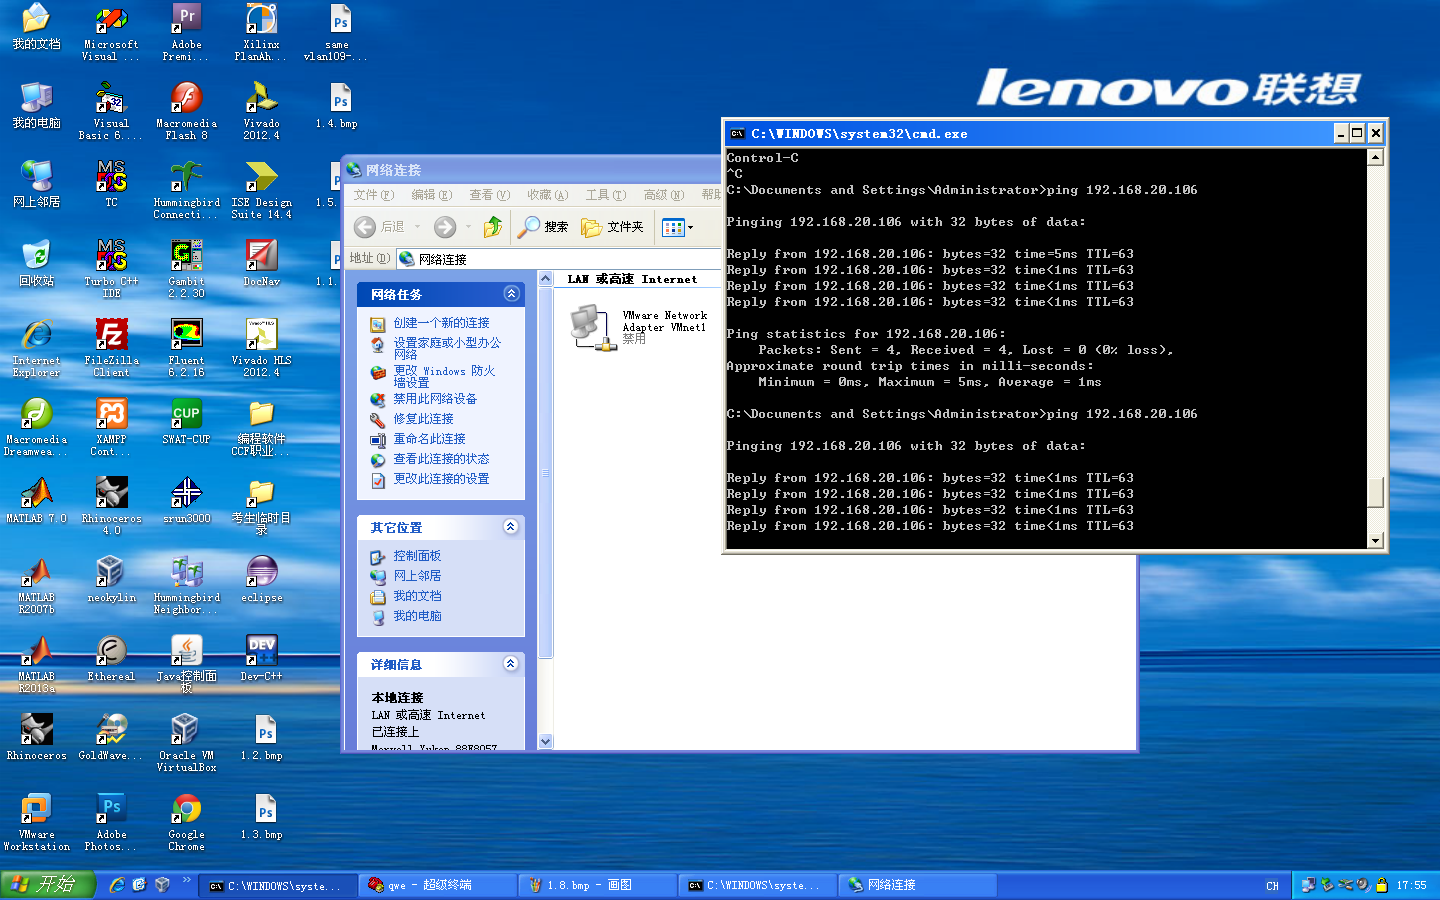 我的文档
Microsoft
Visual ...
Adobe
Premi...
Xilinx
PlanAh...
same
vlan109-...
我的电脑
Visual
Basic 6....
Macromedia
Flash 8
Vivado
2012.4
1.4.bmp
网上邻居
TC
Hummingbird
Connecti...
ISE Design
Suite 14.4
1.5.
回收站
Turbo C++
IDE
Gambit
2.2.30
DocNav
1.1.
Internet
Explorer
FileZilla
Client
Fluent
6.2.16
Vivado HLS
2012.4
Macromedia
Dreamwea...
XAMPP
Cont...
SWAT-CUP
编程软件
CCF职业...
MATLAB 7.0
Rhinoceros
4.0
srun3000
考生临时目
录
MATLAB
R2007b
neokylin
Hummingbird
Neighbor...
eclipse
MATLAB
R2013a
Ethereal
Java控制面
板
Dev-C++
Rhinoceros
GoldWave...
Oracle VM
VirtualBox
1.2.bmp
VMware
Workstation
Adobe
Photos...
Google
Chrome
1.3.bmp
lenovo联想
网络连接
文件(F) 编辑(E) 查看(V) 收藏(A) 工具(T) 高级(N) 帮助
后退 搜索 文件夹
地址(D) 网络连接
网络任务
创建一个新的连接
设置家庭或小型办公
网络
更改 Windows 防火
墙设置
禁用此网络设备
修复此连接
重命名此连接
查看此连接的状态
更改此连接的设置
其它位置
控制面板
网上邻居
我的文档
我的电脑
详细信息
本地连接
LAN 或高速 Internet
已连接上
Marvell Yukon 88E8057
LAN 或高速 Internet
VMware Network
Adapter VMnet1
禁用
C:\WINDOWS\system32\cmd.exe
Control-C
^C
C:\Documents and Settings\Administrator>ping 192.168.20.106
Pinging 192.168.20.106 with 32 bytes of data:
Reply from 192.168.20.106: bytes=32 time=5ms TTL=63
Reply from 192.168.20.106: bytes=32 time<1ms TTL=63
Reply from 192.168.20.106: bytes=32 time<1ms TTL=63
Reply from 192.168.20.106: bytes=32 time<1ms TTL=63
Ping statistics for 192.168.20.106:
Packets: Sent = 4, Received = 4, Lost = 0 (0% loss),
Approximate round trip times in milli-seconds:
Minimum = 0ms, Maximum = 5ms, Average = 1ms
C:\Documents and Settings\Administrator>ping 192.168.20.106
Pinging 192.168.20.106 with 32 bytes of data:
Reply from 192.168.20.106: bytes=32 time<1ms TTL=63
Reply from 192.168.20.106: bytes=32 time<1ms TTL=63
Reply from 192.168.20.106: bytes=32 time<1ms TTL=63
Reply from 192.168.20.106: bytes=32 time<1ms TTL=63
开始
C:\WINDOWS\syste...
qwe - 超级终端
1.8.bmp - 画图
C:\WINDOWS\syste...
网络连接
CH
17:55